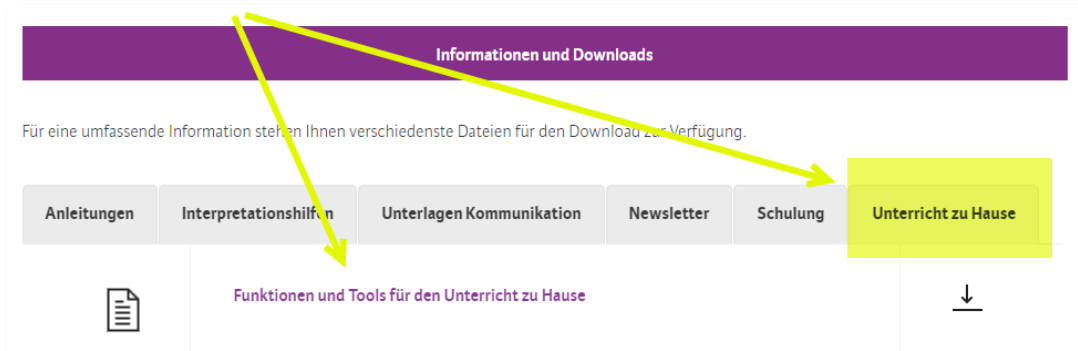 Informationen und Downloads
Für eine umfassende Information stehen Ihnen verschiedenste Dateien für den Download zur Verfügung.
Anleitungen Interpretationshilfen Unterlagen Kommunikation Newsletter Schulung Unterricht zu Hause
Funktionen und Tools für den Unterricht zu Hause